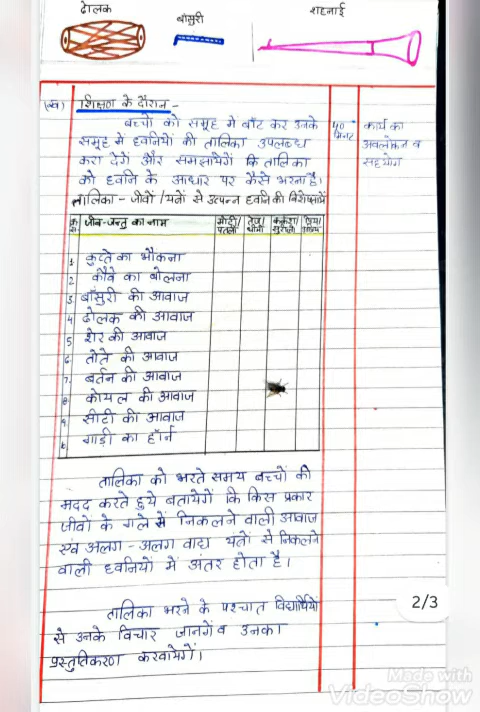 ढोलक
बाँसुरी
शहनाई
(ख) शिक्षण के दौरान -
बच्चों को समूह में बाँट कर उनके
समूह में ध्वनियों की तालिका उपलब्ध
करा देगें और समझायेगें कि तालिका
को ध्वनि के आधार पर कैसे भरना है।
40 मिनट
कार्य का
अवलोकन व
सहयोग
तालिका - जीवों / यंत्रों से उत्पन्न ध्वनि की विशेषतायें
क्र सं जीव-जन्तु का नाम मोटी/ पतली तेज/ धीमी कर्कश/ सुरीली प्रिय/
1 कुत्ते का भौंकना
2 कौवे का बोलना
3 बाँसुरी की आवाज
4 ढोलक की आवाज
5 शेर की आवाज
6. तोते की आवाज
7. बर्तन की आवाज
8 कोयल की आवाज
9. सीटी की आवाज
गाड़ी का हॉर्न
तालिका को भरते समय बच्चों की
मदद करते हुये बतायेगें कि किस प्रकार
जीवों के गले से निकलने वाली आवाज
एवं अलग - अलग वाद्य यंत्रों से निकलने
वाली ध्वनियों में अंतर होता है।
तालिका भरने के पश्चात विद्यार्थियों
से उनके विचार जानगें व उनका
प्रस्तुतिकरण करवायेगें।
2/3
Made with
VideoShow